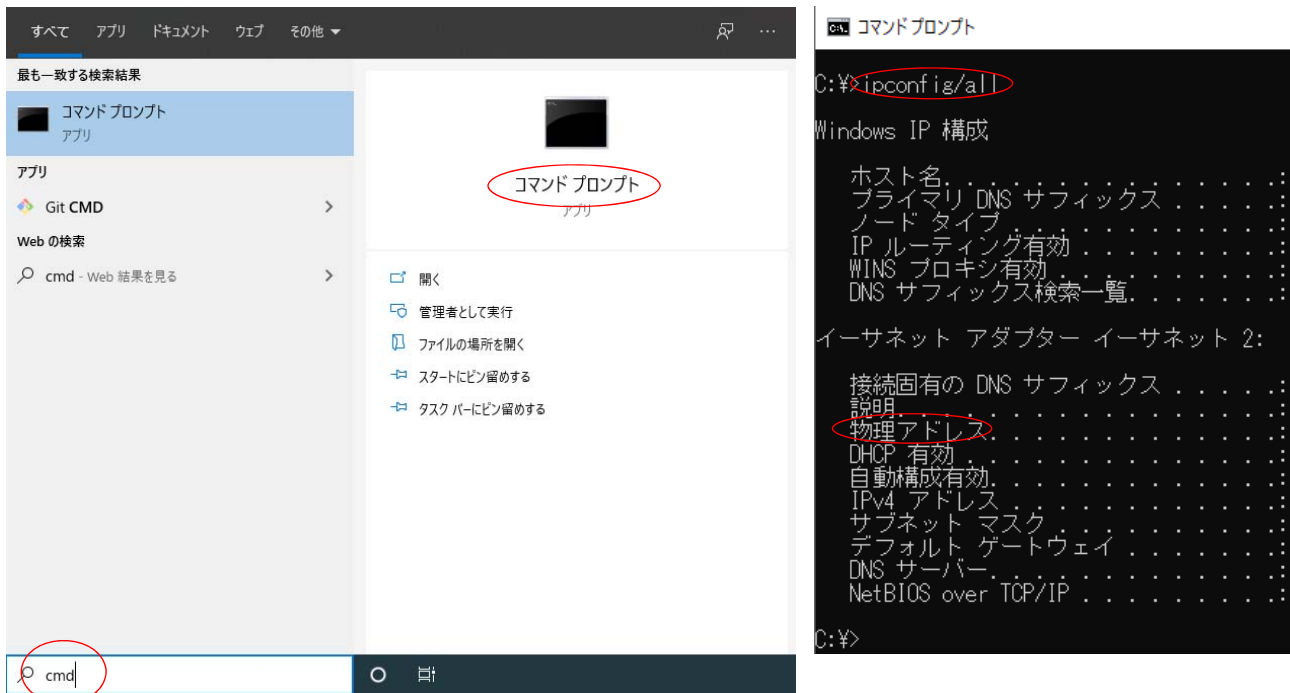 すべて アプリ ドキュメント ウェブ その他 ▼ …
最も一致する検索結果
コマンド プロンプト
アプリ
アプリ
Git CMD
Web の検索
cmd - Web 結果を見る
コマンド プロンプト
アプリ
開く
管理者として実行
ファイルの場所を開く
スタートにピン留めする
タスク バーにピン留めする
cmd
コマンド プロンプト
C:¥>ipconfig/all
Windows IP 構成
ホスト名. . . . . . . . . . . . . . .:
プライマリ DNS サフィックス . . . . .:
ノード タイプ . . . . . . . . . . . .:
IP ルーティング有効 . . . . . . . . .:
WINS プロキシ有効 . . . . . . . . . .:
DNS サフィックス検索一覧. . . . . . .:
イーサネット アダプター イーサネット 2:
接続固有の DNS サフィックス . . . . .:
説明. . . . . . . . . . . . . . . . .:
物理アドレス. . . . . . . . . . . . .:
DHCP 有効 . . . . . . . . . . . . . .:
自動構成有効. . . . . . . . . . . . .:
IPv4 アドレス . . . . . . . . . . . .:
サブネット マスク . . . . . . . . . .:
デフォルト ゲートウェイ . . . . . . .:
DNS サーバー. . . . . . . . . . . . .:
NetBIOS over TCP/IP . . . . . . . . .:
C:¥>